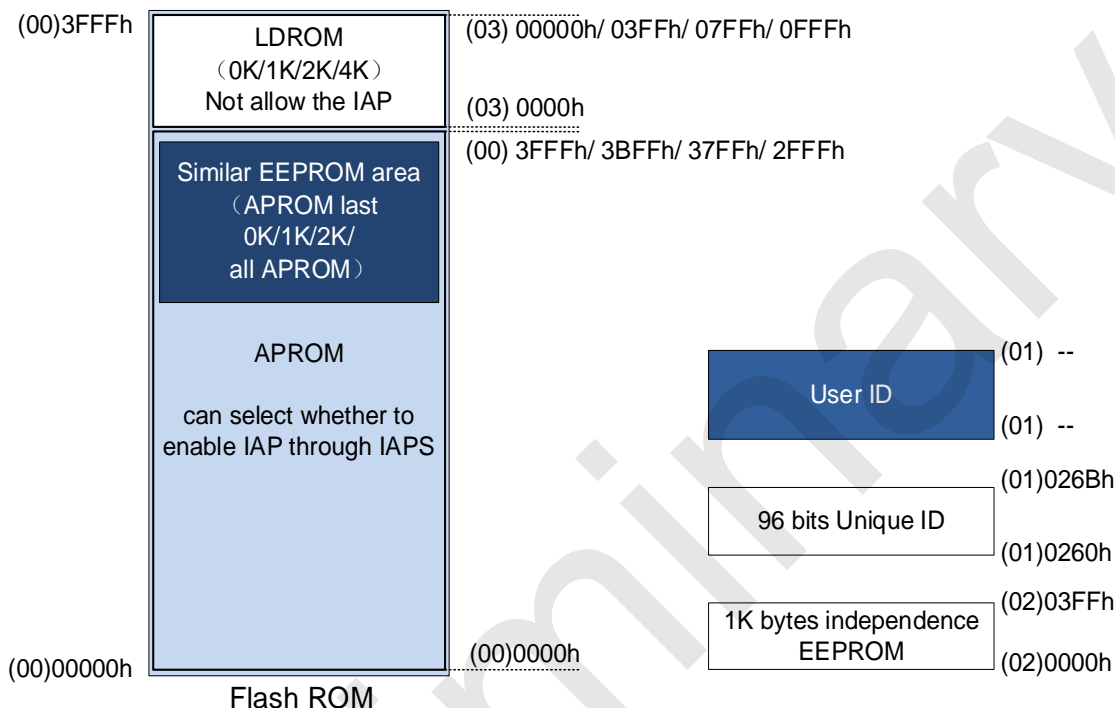 (00)3FFFh
LDROM
（0K/1K/2K/4K）
Not allow the IAP
(03) 00000h/ 03FFh/ 07FFh/ 0FFFh
(03) 0000h
(00) 3FFFh/ 3BFFh/ 37FFh/ 2FFFh
Similar EEPROM area
（APROM last
0K/1K/2K/
all APROM）
APROM
can select whether to
enable IAP through IAPS
(00)00000h
(00)0000h
Flash ROM
(01) --
User ID
(01) --
(01)026Bh
96 bits Unique ID
(01)0260h
(02)03FFh
1K bytes independence
EEPROM
(02)0000h
minary